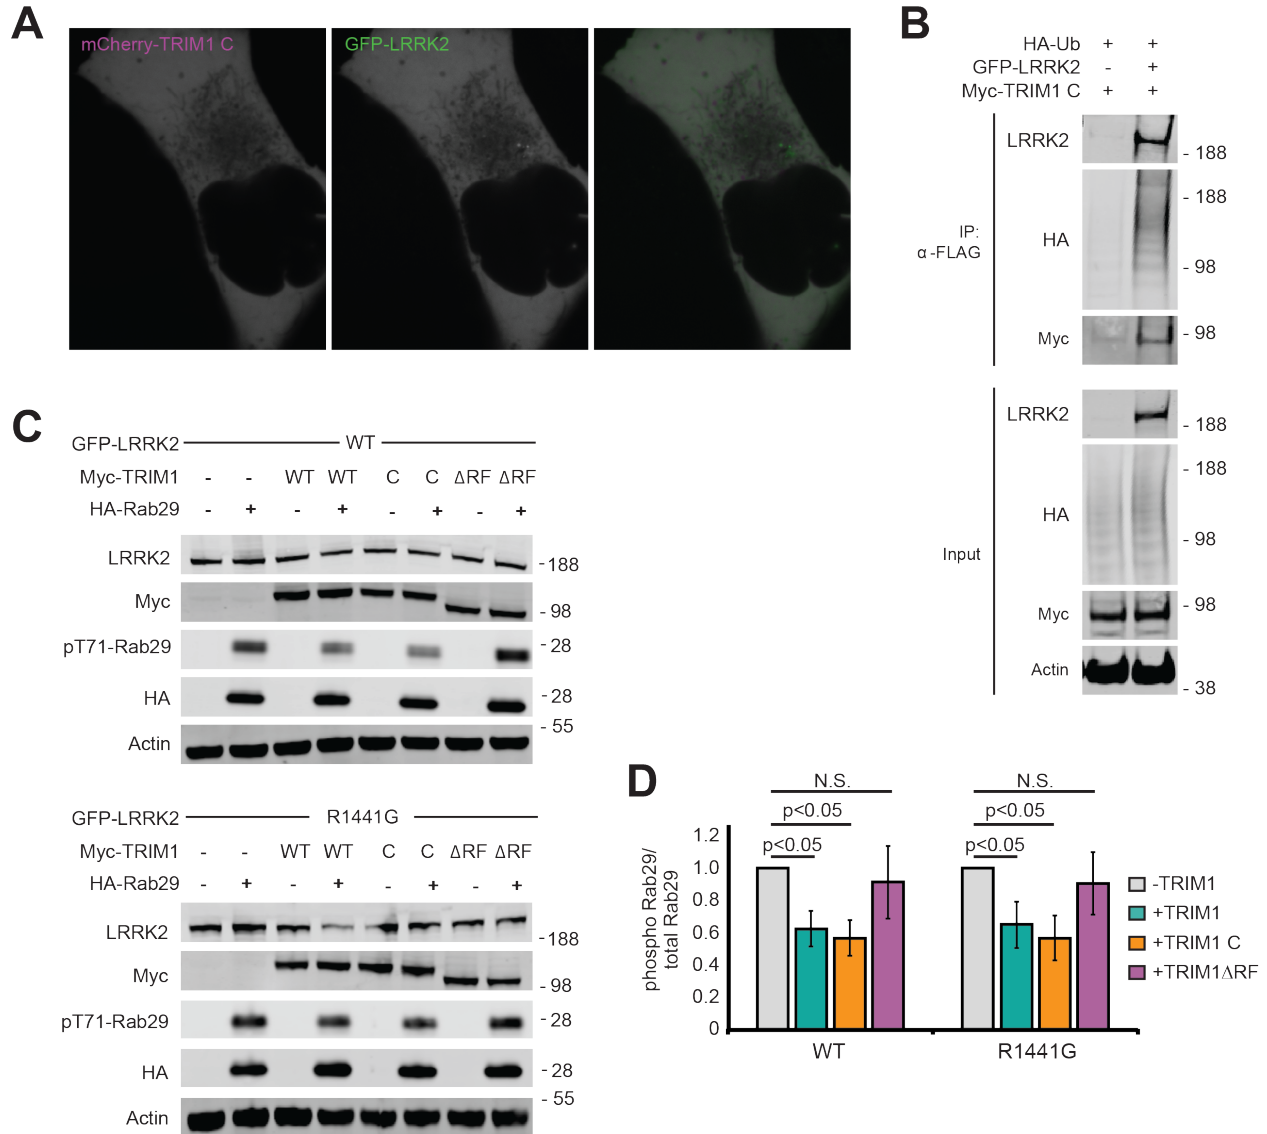 A
mCherry-TRIM1 C
GFP-LRRK2
B
HA-Ub + +
GFP-LRRK2 - +
Myc-TRIM1 C + +
IP:
α-FLAG
LRRK2
- 188
- 188
HA
- 98
Myc
- 98
Input
LRRK2
- 188
- 188
HA
- 98
Myc
- 98
Actin
- 38
C
GFP-LRRK2 WT
Myc-TRIM1 - - WT WT C C ΔRF ΔRF
HA-Rab29 - + - + - + - +
LRRK2
-188
Myc
- 98
pT71-Rab29
- 28
HA
- 28
- 55
Actin
GFP-LRRK2 R1441G
Myc-TRIM1 - - WT WT C C ΔRF ΔRF
HA-Rab29 - + - + - + - +
LRRK2
-188
Myc
- 98
pT71-Rab29
- 28
HA
- 28
- 55
Actin
D
N.S.
p<0.05
p<0.05
N.S.
p<0.05
p<0.05
phospho Rab29/
total Rab29
1.2
1.0
0.8
0.6
0.4
0.2
0
WT
R1441G
-TRIM1
+TRIM1
+TRIM1 C
+TRIM1ΔRF